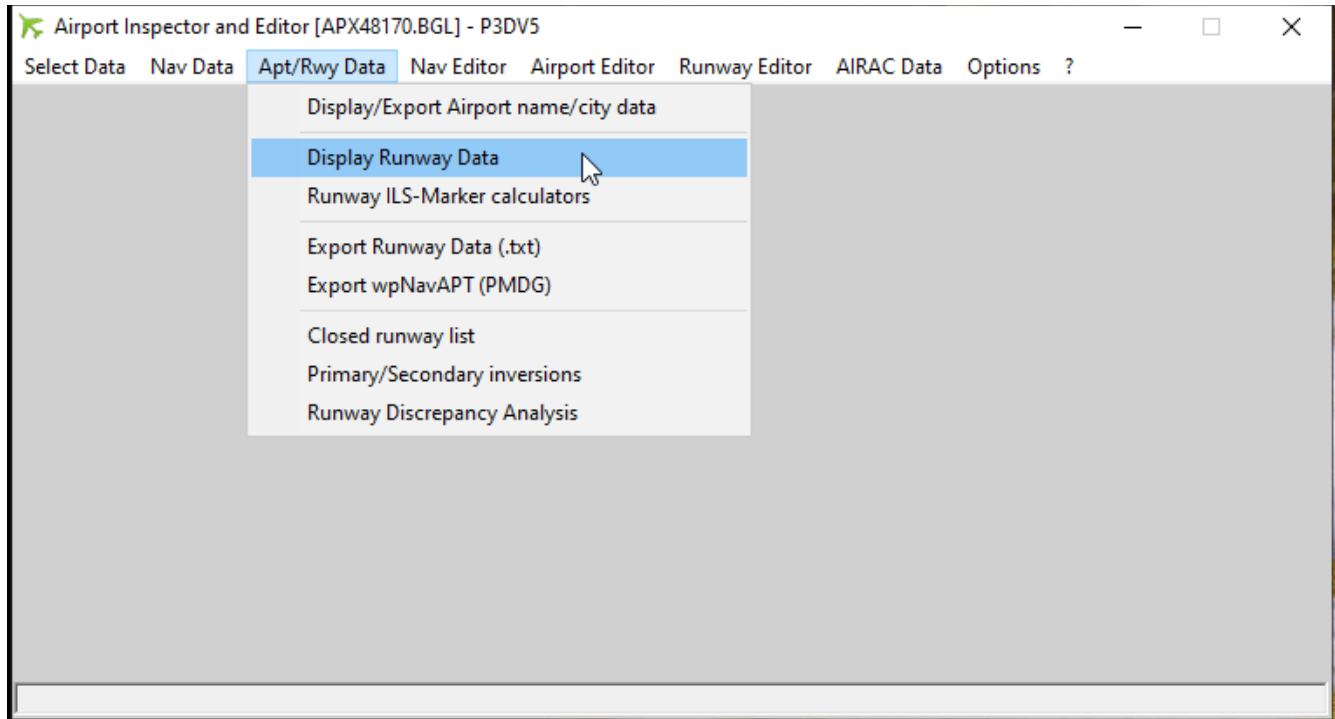 Airport Inspector and Editor [APX48170.BGL] - P3DV5
Select Data Nav Data Apt/Rwy Data Nav Editor Airport Editor Runway Editor AIRAC Data Options ?
Display/Export Airport name/city data
Display Runway Data
Runway ILS-Marker calculators
Export Runway Data (.txt)
Export wpNavAPT (PMDG)
Closed runway list
Primary/Secondary inversions
Runway Discrepancy Analysis